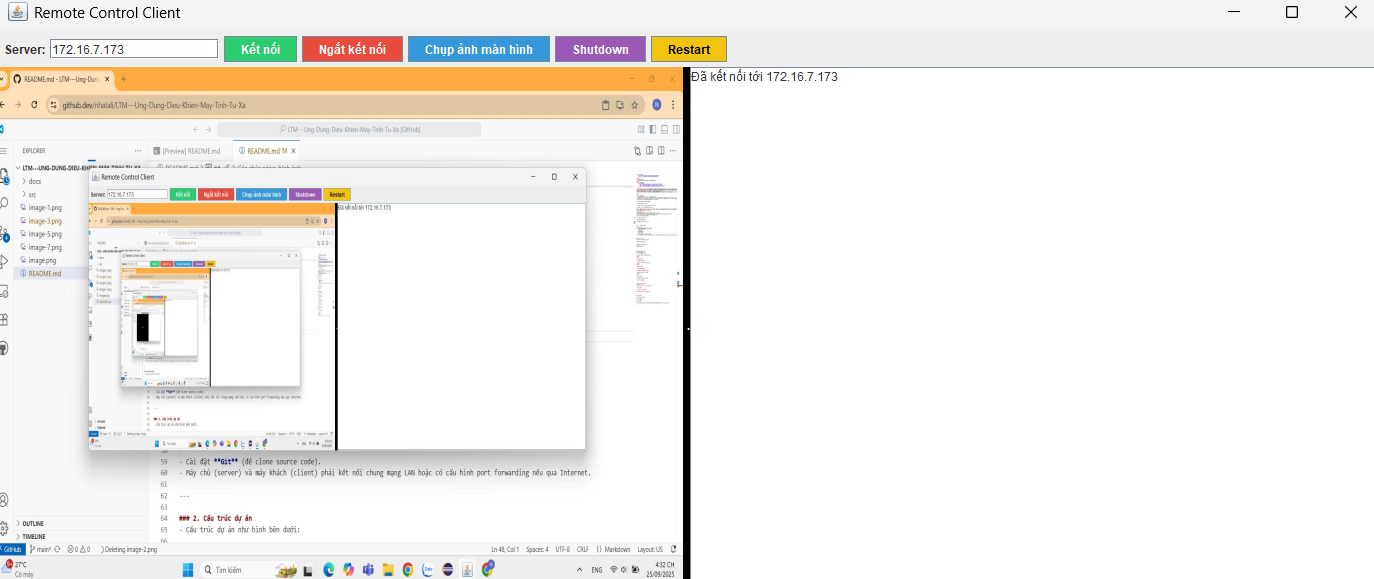 Remote Control Client
Server: 172.16.7.173 Kết nối Ngắt kết nối Chụp ảnh màn hình Shutdown Restart
Đã kết nối tới 172.16.7.173
README.md - LTM---Ung-Dung
github.dev/nhatali/LTM---Ung-Dung-Dieu-Khien-May-Tinh-Tu-Xa
LTM---Ung-Dung-Dieu-Khien-May-Tinh-Tu-Xa [GitHub]
EXPLORER
[Preview] README.md
README.md M
LTM---UNG-DUNG-DIEU-KHIEN-MAY-TINH-TU-XA
docs
src
image-1.png
image-3.png
image-5.png
image-7.png
image.png
README.md
Remote Control Client
Server: 172.16.7.173 Kết nối Ngắt kết nối Chụp ảnh màn hình Shutdown Restart
Đã kết nối tới 172.16.7.173
59 - Cài đặt **Git** (để clone source code).
60 - Máy chủ (server) và máy khách (client) phải kết nối chung mạng LAN hoặc có cấu hình port forwarding nếu qua Internet.
61
62 ---
63
64 ### 2. Cấu trúc dự án
65 - Cấu trúc dự án như hình bên dưới:
66
OUTLINE
TIMELINE
GitHub main* 0 0 Deleting image-2.png Ln 48, Col 1 Spaces: 4 UTF-8 CRLF {} Markdown Layout: US
27°C
Có mây
Tìm kiếm
ENG
4:32 CH
25/09/2025